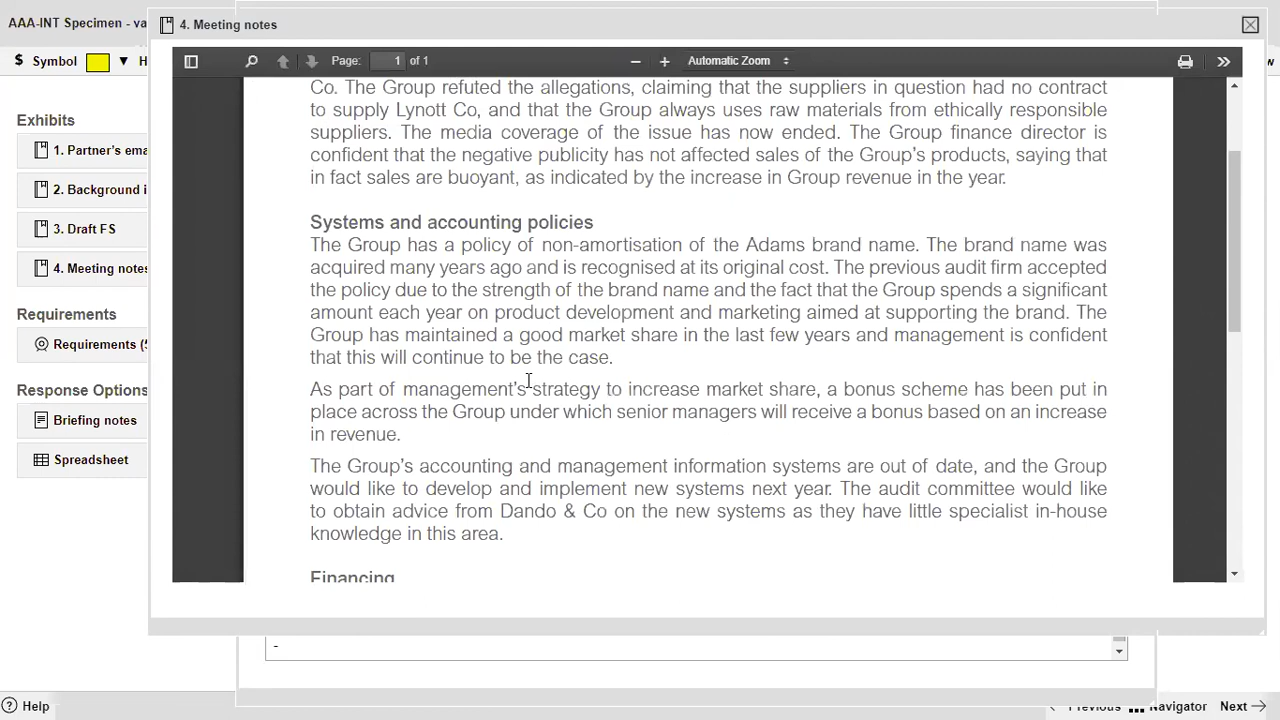 AAA-INT Specimen - va
4. Meeting notes
$ Symbol
H
Page: 1 of 1
Automatic Zoom
Exhibits
1. Partner's ema
2. Background i
3. Draft FS
4. Meeting notes
Requirements
Requirements (5
Response Options
Briefing notes
Spreadsheet
Co. The Group refuted the allegations, claiming that the suppliers in question had no contract
to supply Lynott Co, and that the Group always uses raw materials from ethically responsible
suppliers. The media coverage of the issue has now ended. The Group finance director is
confident that the negative publicity has not affected sales of the Group's products, saying that
in fact sales are buoyant, as indicated by the increase in Group revenue in the year.
Systems and accounting policies
The Group has a policy of non-amortisation of the Adams brand name. The brand name was
acquired many years ago and is recognised at its original cost. The previous audit firm accepted
the policy due to the strength of the brand name and the fact that the Group spends a significant
amount each year on product development and marketing aimed at supporting the brand. The
Group has maintained a good market share in the last few years and management is confident
that this will continue to be the case.
As part of management's strategy to increase market share, a bonus scheme has been put in
place across the Group under which senior managers will receive a bonus based on an increase
in revenue.
The Group's accounting and management information systems are out of date, and the Group
would like to develop and implement new systems next year. The audit committee would like
to obtain advice from Dando & Co on the new systems as they have little specialist in-house
knowledge in this area.
Financing
-
Help
Previous
Navigator
Next